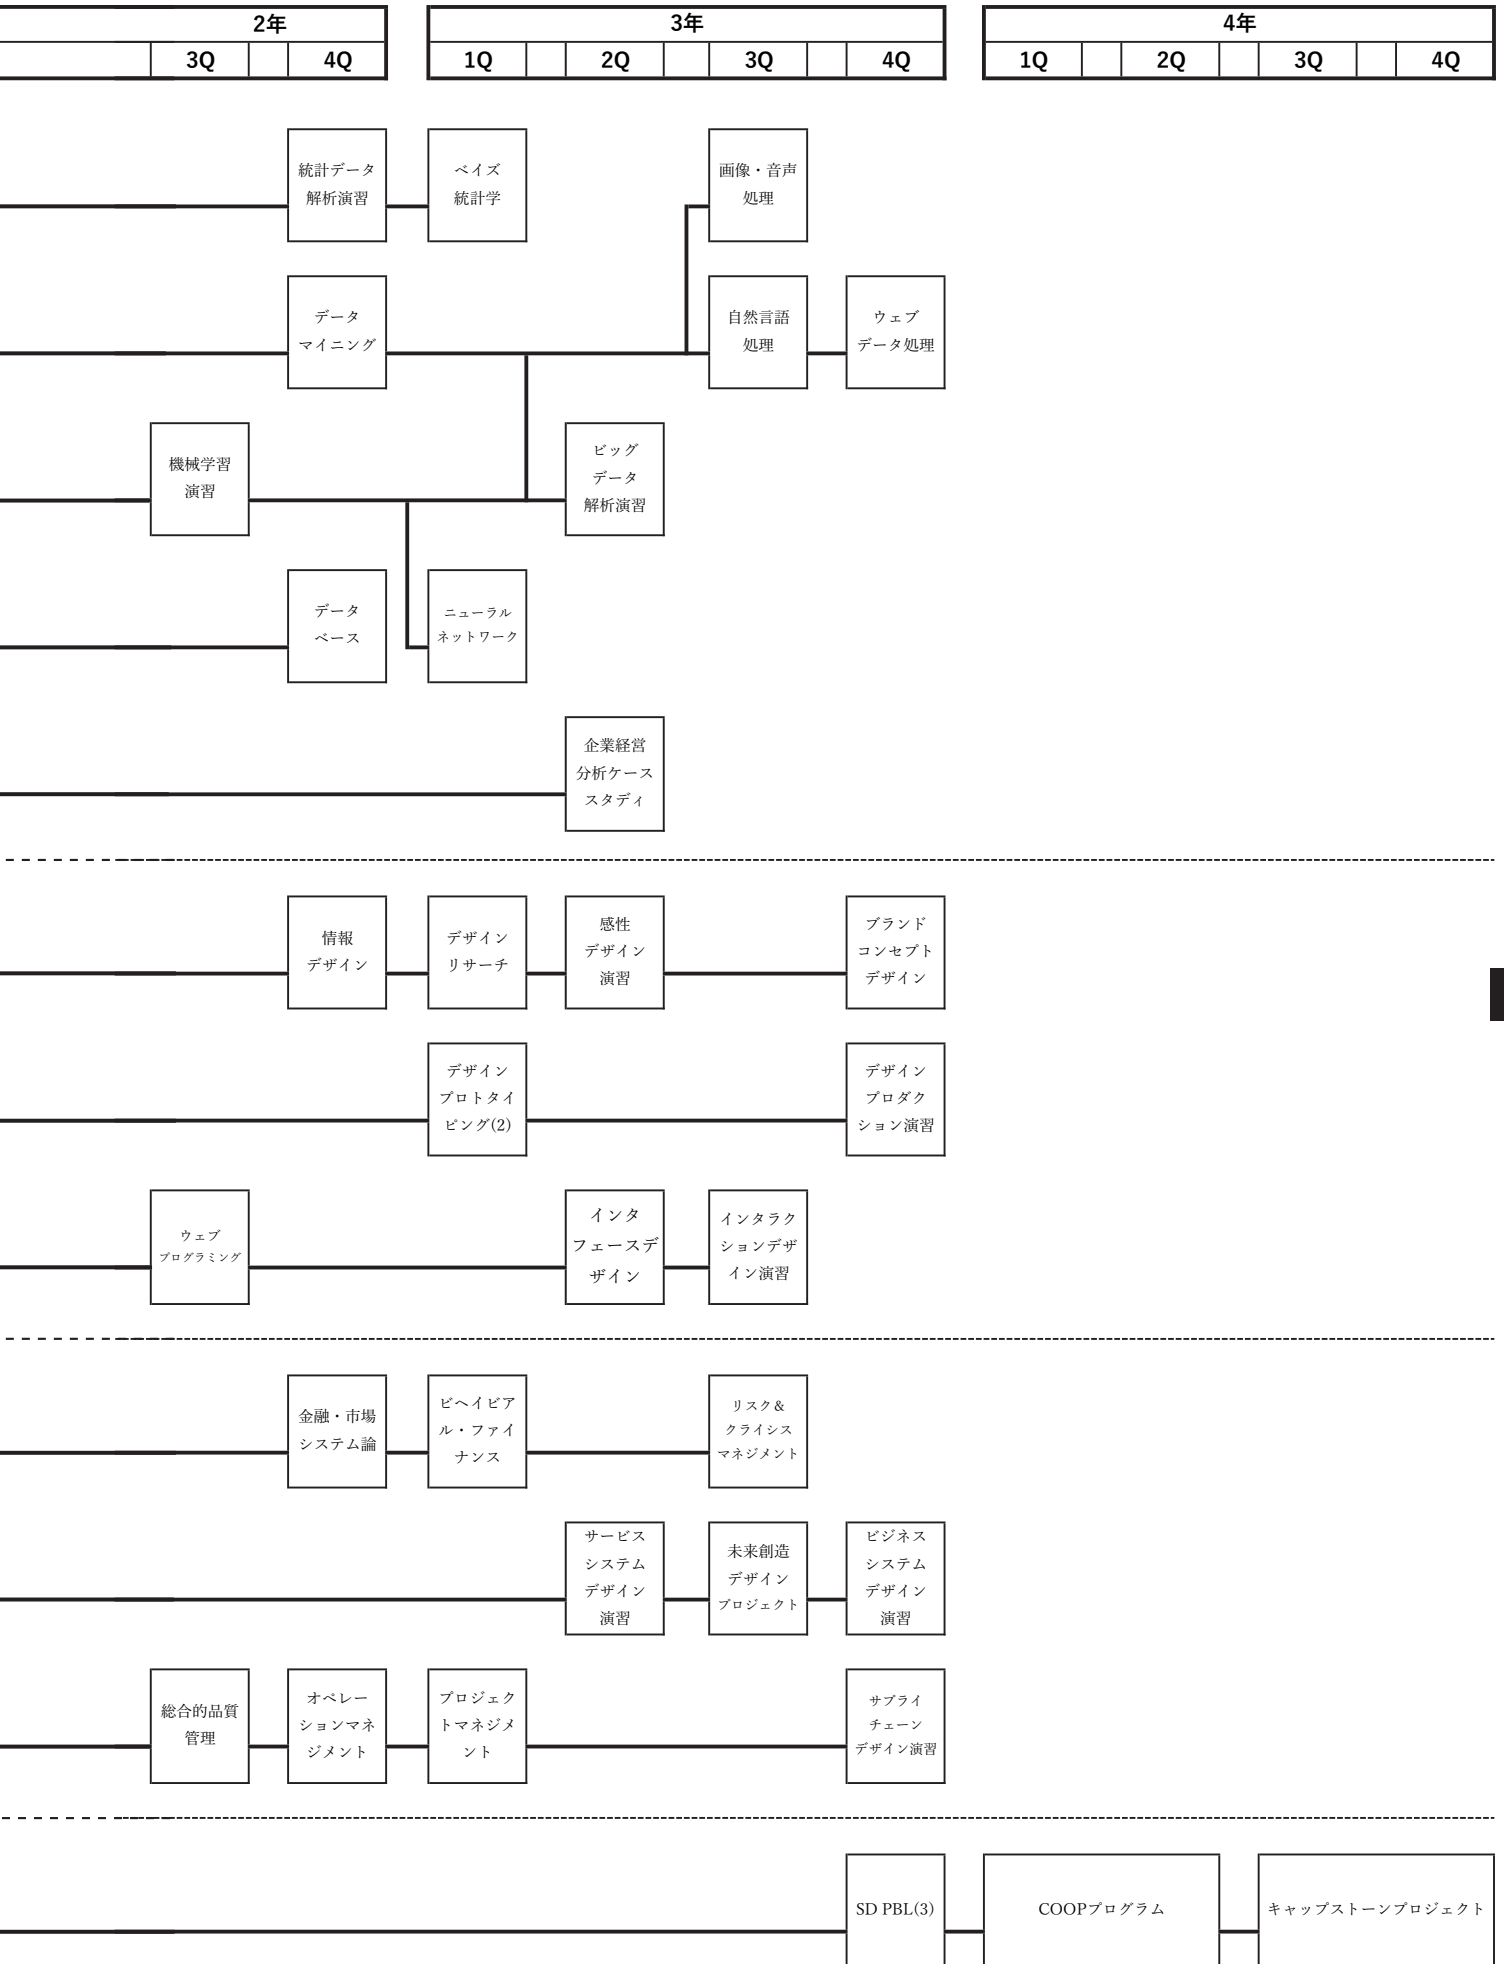 2年
3年
4年
3Q
4Q
1Q
2Q
3Q
4Q
1Q
2Q
3Q
4Q
統計データ
解析演習
ベイズ
統計学
画像・音声
処理
データ
マイニング
自然言語
処理
ウェブ
データ処理
機械学習
演習
ビッグ
データ
解析演習
データ
ベース
ニューラル
ネットワーク
企業経営
分析ケース
スタディ
情報
デザイン
デザイン
リサーチ
感性
デザイン
演習
ブランド
コンセプト
デザイン
デザイン
プロトタイ
ピング(2)
デザイン
プロダク
ション演習
ウェブ
プログラミング
インタ
フェースデ
ザイン
インタラク
ションデザ
イン演習
金融・市場
システム論
ビヘイビア
ル・ファイ
ナンス
リスク＆
クライシス
マネジメント
サービス
システム
デザイン
演習
未来創造
デザイン
プロジェクト
ビジネス
システム
デザイン
演習
総合的品質
管理
オペレー
ションマネ
ジメント
プロジェク
トマネジメ
ント
サプライ
チェーン
デザイン演習
SD PBL(3)
COOPプログラム
キャップストーンプロジェクト